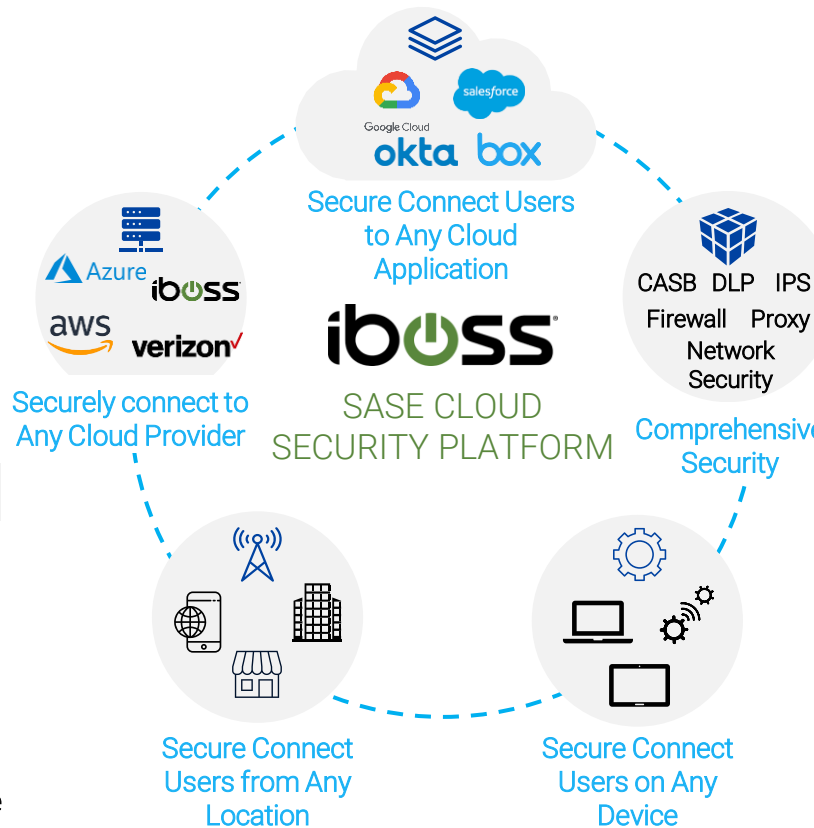 Google Cloud
salesforce
okta
box
Secure Connect Users
to Any Cloud
Application
Azure
iboss
aws
verizon
Securely connect to
Any Cloud Provider
iboss
SASE CLOUD
SECURITY PLATFORM
CASB DLP IPS
Firewall Proxy
Network
Security
Comprehensive
Security
Secure Connect
Users from Any
Location
Secure Connect
Users on Any
Device
e